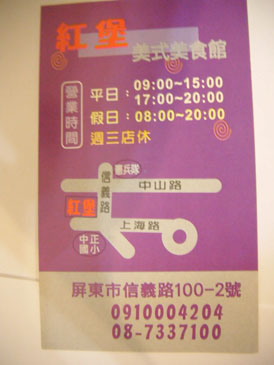 紅堡
美式美食館
營業時間
平日：09:00~15:00
17:00~20:00
假日：08:00~20:00
週三店休
憲兵隊
信義路
中山路
紅堡
上海路
中正
國小
屏東市信義路100-2號
0910004204
08-7337100